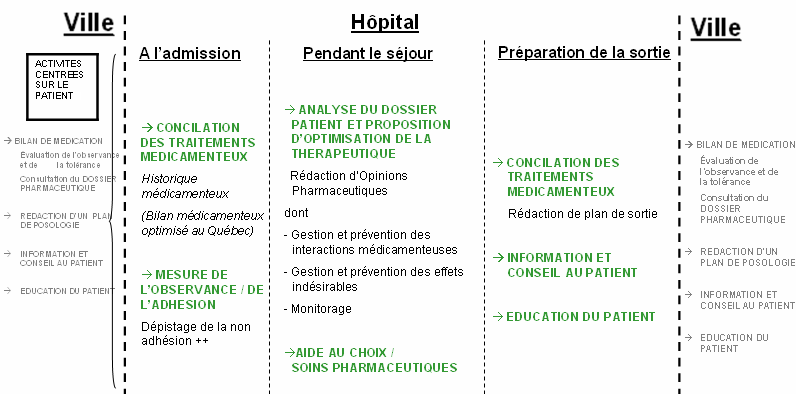 Ville
Hôpital
Ville
ACTIVITES
CENTREES
SUR LE
PATIENT
→ BILAN DE MEDICATION
Évaluation de l'observance
et de la tolérance
Consultation du DOSSIER
PHARMACEUTIQUE
→ REDACTION D'UN PLAN
DE POSOLOGIE
→ INFORMATION ET
CONSEIL AU PATIENT
→ EDUCATION DU PATIENT
A l'admission
→ CONCILATION
DES TRAITEMENTS
MEDICAMENTEUX
Historique
médicamenteux
(Bilan médicamenteux
optimisé au Québec)
→ MESURE DE
L'OBSERVANCE / DE
L'ADHESION
Dépistage de la non
adhésion ++
Pendant le séjour
→ ANALYSE DU DOSSIER
PATIENT ET PROPOSITION
D'OPTIMISATION DE LA
THERAPEUTIQUE
Rédaction d'Opinions
Pharmaceutiques
dont
- Gestion et prévention des
interactions médicamenteuses
- Gestion et prévention des effets
indésirables
- Monitorage
→AIDE AU CHOIX /
SOINS PHARMACEUTIQUES
Préparation de la sortie
→ CONCILATION DES
TRAITEMENTS
MEDICAMENTEUX
Rédaction de plan de sortie
→ INFORMATION ET
CONSEIL AU PATIENT
→ EDUCATION DU PATIENT
→ BILAN DE MEDICATION
Évaluation de
l'observance et de
la tolérance
Consultation du
DOSSIER
PHARMACEUTIQUE
→ REDACTION D'UN
PLAN DE POSOLOGIE
→ INFORMATION ET
CONSEIL AU PATIENT
→ EDUCATION DU
PATIENT